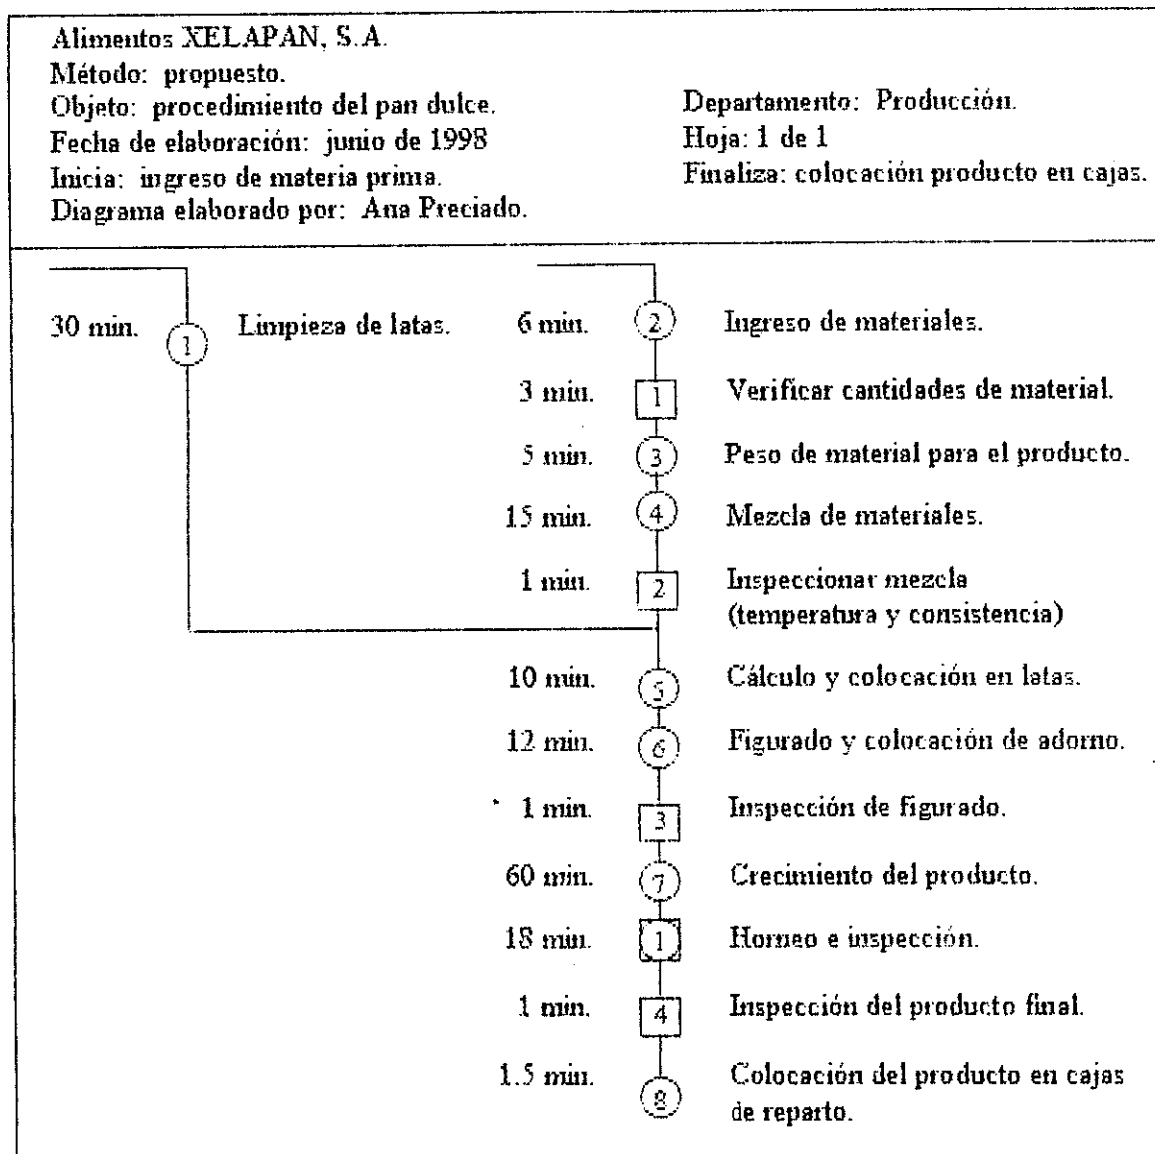 Alimentos XELAPAN, S.A.
Método: propuesto.
Objeto: procedimiento del pan dulce.
Departamento: Producción.
Fecha de elaboración: junio de 1998
Hoja: 1 de 1
Inicia: ingreso de materia prima.
Finaliza: colocación producto en cajas.
Diagrama elaborado por: Ana Preciado.
30 min. 1 Limpieza de latas.
6 min. 2 Ingreso de materiales.
3 min. 1 Verificar cantidades de material.
5 min. 3 Peso de material para el producto.
15 min. 4 Mezcla de materiales.
1 min. 2 Inspeccionar mezcla
(temperatura y consistencia)
10 min. 5 Cálculo y colocación en latas.
12 min. 6 Figurado y colocación de adorno.
1 min. 3 Inspección de figurado.
60 min. 7 Crecimiento del producto.
18 min. 1 Horneo e inspección.
1 min. 4 Inspección del producto final.
1.5 min. 8 Colocación del producto en cajas
de reparto.